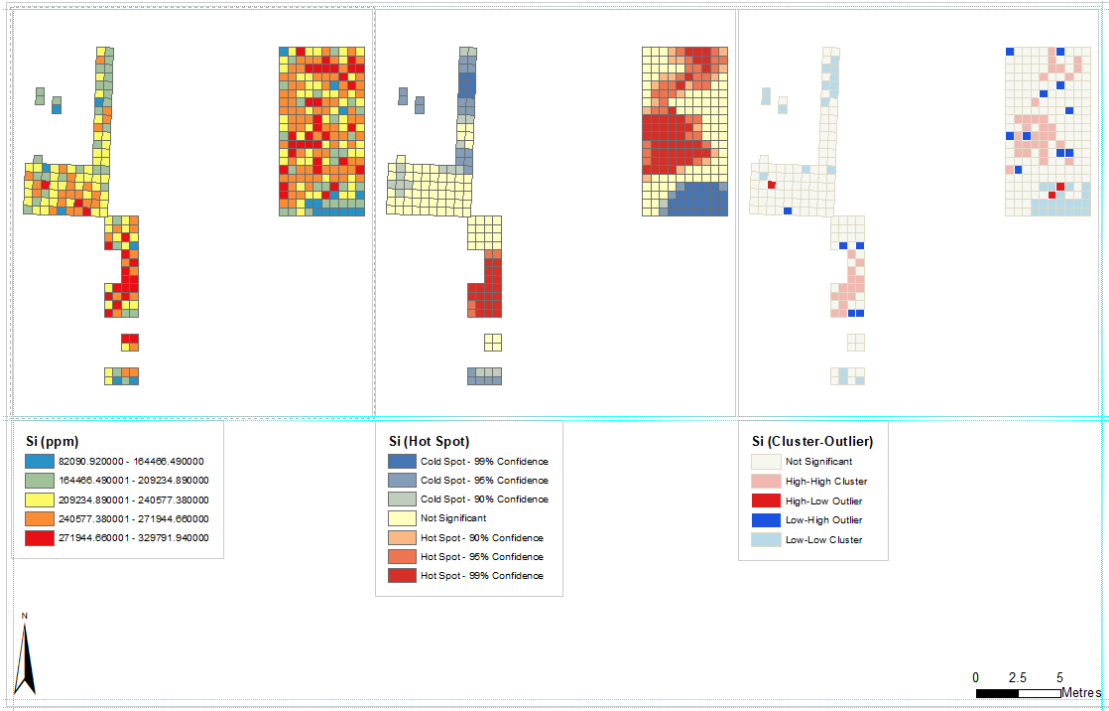 Si (ppm)
82090.920000 - 164466.490000
164466.490001 - 209234.890000
209234.890001 - 240577.380000
240577.380001 - 271944.660000
271944.660001 - 329791.940000
Si (Hot Spot)
Cold Spot - 99% Confidence
Cold Spot - 95% Confidence
Cold Spot - 90% Confidence
Not Significant
Hot Spot - 90% Confidence
Hot Spot - 95% Confidence
Hot Spot - 99% Confidence
Si (Cluster-Outlier)
Not Significant
High-High Cluster
High-Low Outlier
Low-High Outlier
Low-Low Cluster
N
0 2.5 5
Metres